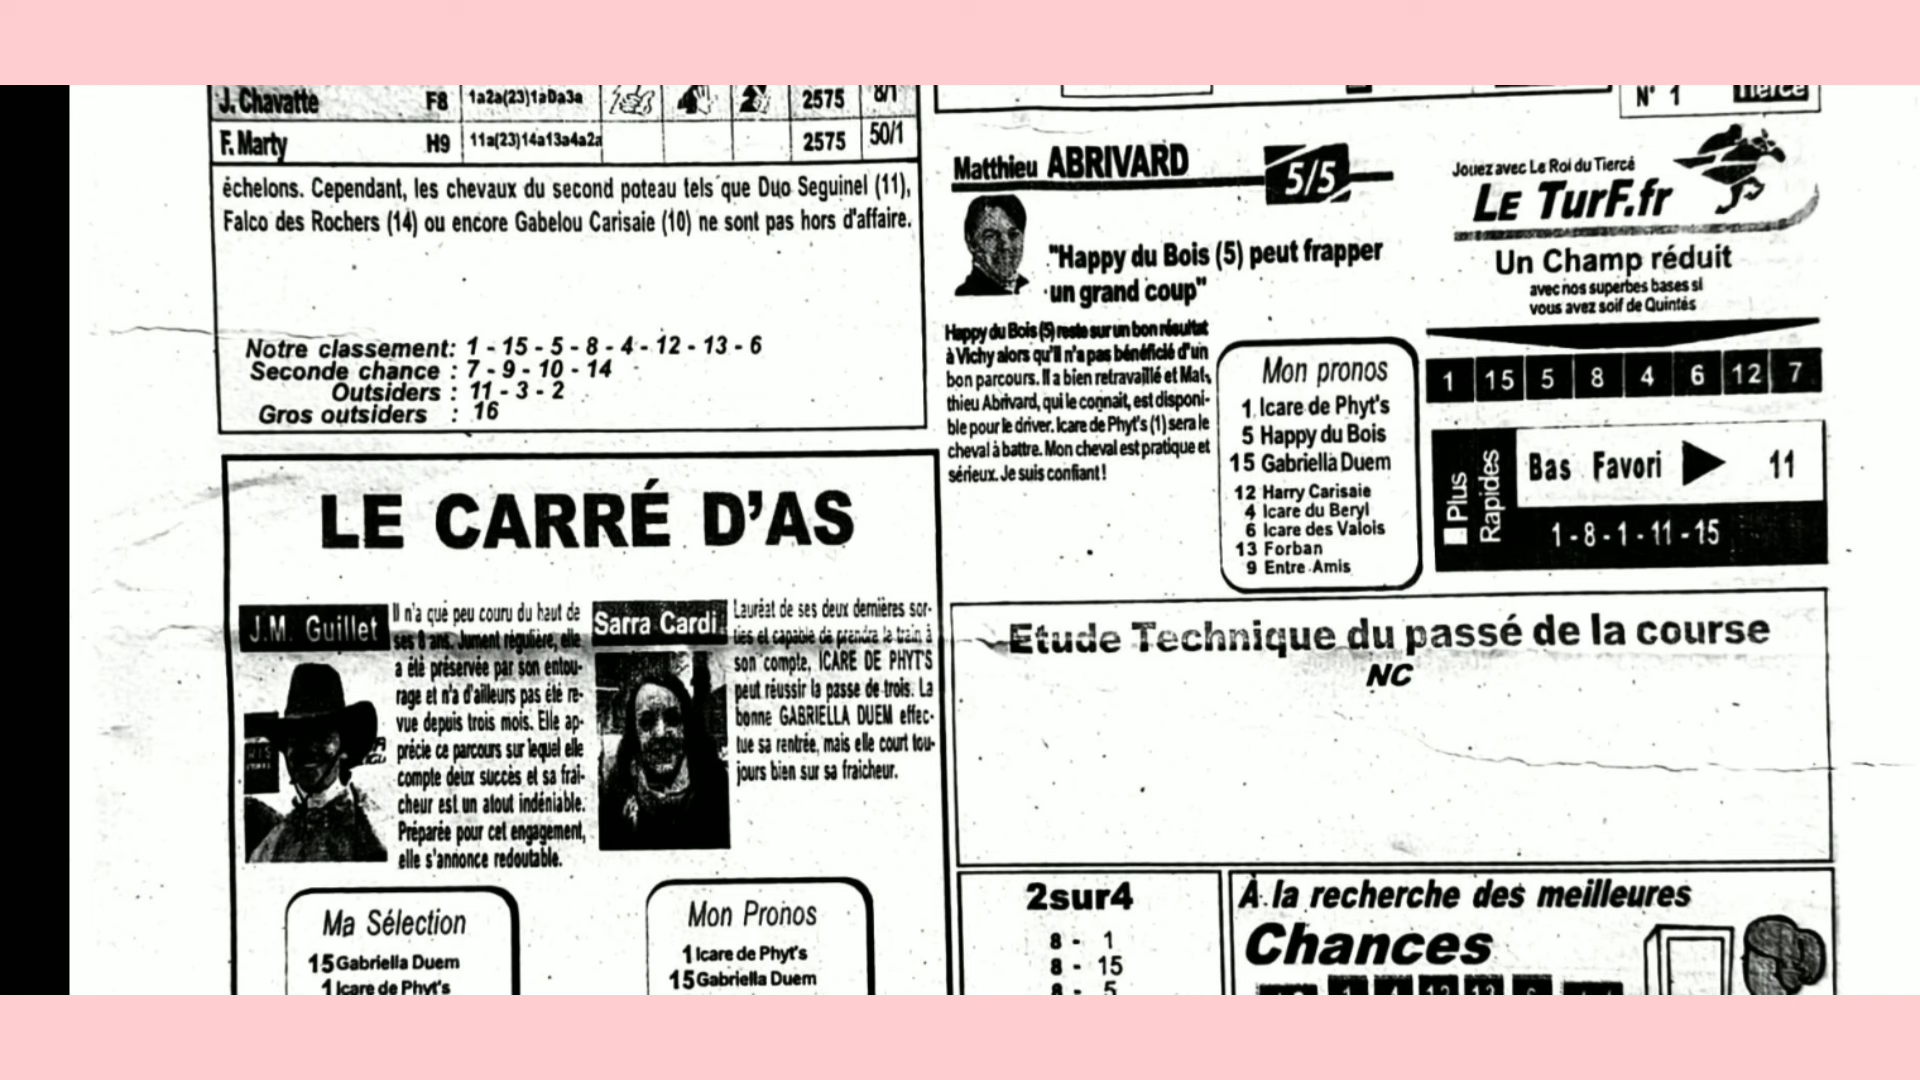 J. Chavatte F8 1a2a(23)1aDa3a 2575 8/1
F. Marty H9 11a(23)14a13a4a2a 2575 50/1
échelons. Cependant, les chevaux du second poteau tels que Duo Seguinel (11),
Falco des Rochers (14) ou encore Gabelou Carisaie (10) ne sont pas hors d'affaire.
Notre classement: 1 - 15 - 5 - 8 - 4 - 12 - 13 - 6
Seconde chance : 7 - 9 - 10 - 14
Outsiders : 11 - 3 - 2
Gros outsiders : 16
LE CARRÉ D'AS
J.M. Guillet
Il n'a que peu couru du haut de
ses 8 ans. Jument régulière, elle
a été préservée par son entou-
rage et n'a d'ailleurs pas été re-
vue depuis trois mois. Elle ap-
précie ce parcours sur lequel elle
compte deux succès et sa fraî-
cheur est un atout indéniable.
Préparée pour cet engagement,
elle s'annonce redoutable.
Ma Sélection
15 Gabriella Duem
1 Icare de Phyt's
Sarra Cardi
Lauréat de ses deux dernières sor-
ties et capable de prendre le train à
son compte, ICARE DE PHYT'S
peut réussir la passe de trois. La
bonne GABRIELLA DUEM effec-
tue sa rentrée, mais elle court tou-
jours bien sur sa fraicheur.
Mon Pronos
1 Icare de Phyt's
15 Gabriella Duem
N° 1 Tiercé
Matthieu ABRIVARD 5/5
"Happy du Bois (5) peut frapper
un grand coup"
Happy du Bois (5) reste sur un bon résultat
à Vichy alors qu'il n'a pas bénéficié d'un
bon parcours. Il a bien retravaillé et Mat-
thieu Abrivard, qui le connait, est disponi-
ble pour le driver. Icare de Phyt's (1) sera le
cheval à battre. Mon cheval est pratique et
sérieux. Je suis confiant !
Mon pronos
1 Icare de Phyt's
5 Happy du Bois
15 Gabriella Duem
12 Harry Carisaie
4 Icare du Beryl
6 Icare des Valois
13 Forban
9 Entre Amis
Jouez avec Le Roi du Tiercé
LE TURF.fr
Un Champ réduit
avec nos superbes bases si
vous avez soif de Quintés
1 15 5 8 4 6 12 7
Plus
Rapides
Bas Favori 11
1 - 8 - 1 - 11 - 15
Etude Technique du passé de la course
NC
2sur4
8 - 1
8 - 15
8 - 5
À la recherche des meilleures
Chances